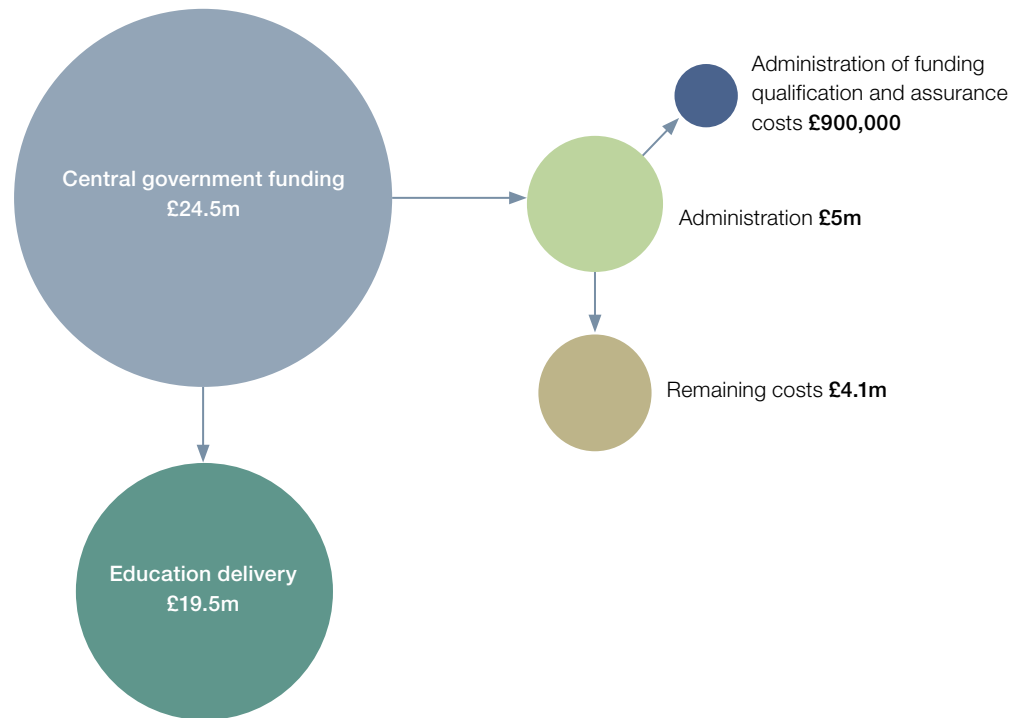 Central government funding
£24.5m
Administration of funding
qualification and assurance
costs £900,000
Administration £5m
Remaining costs £4.1m
Education delivery
£19.5m